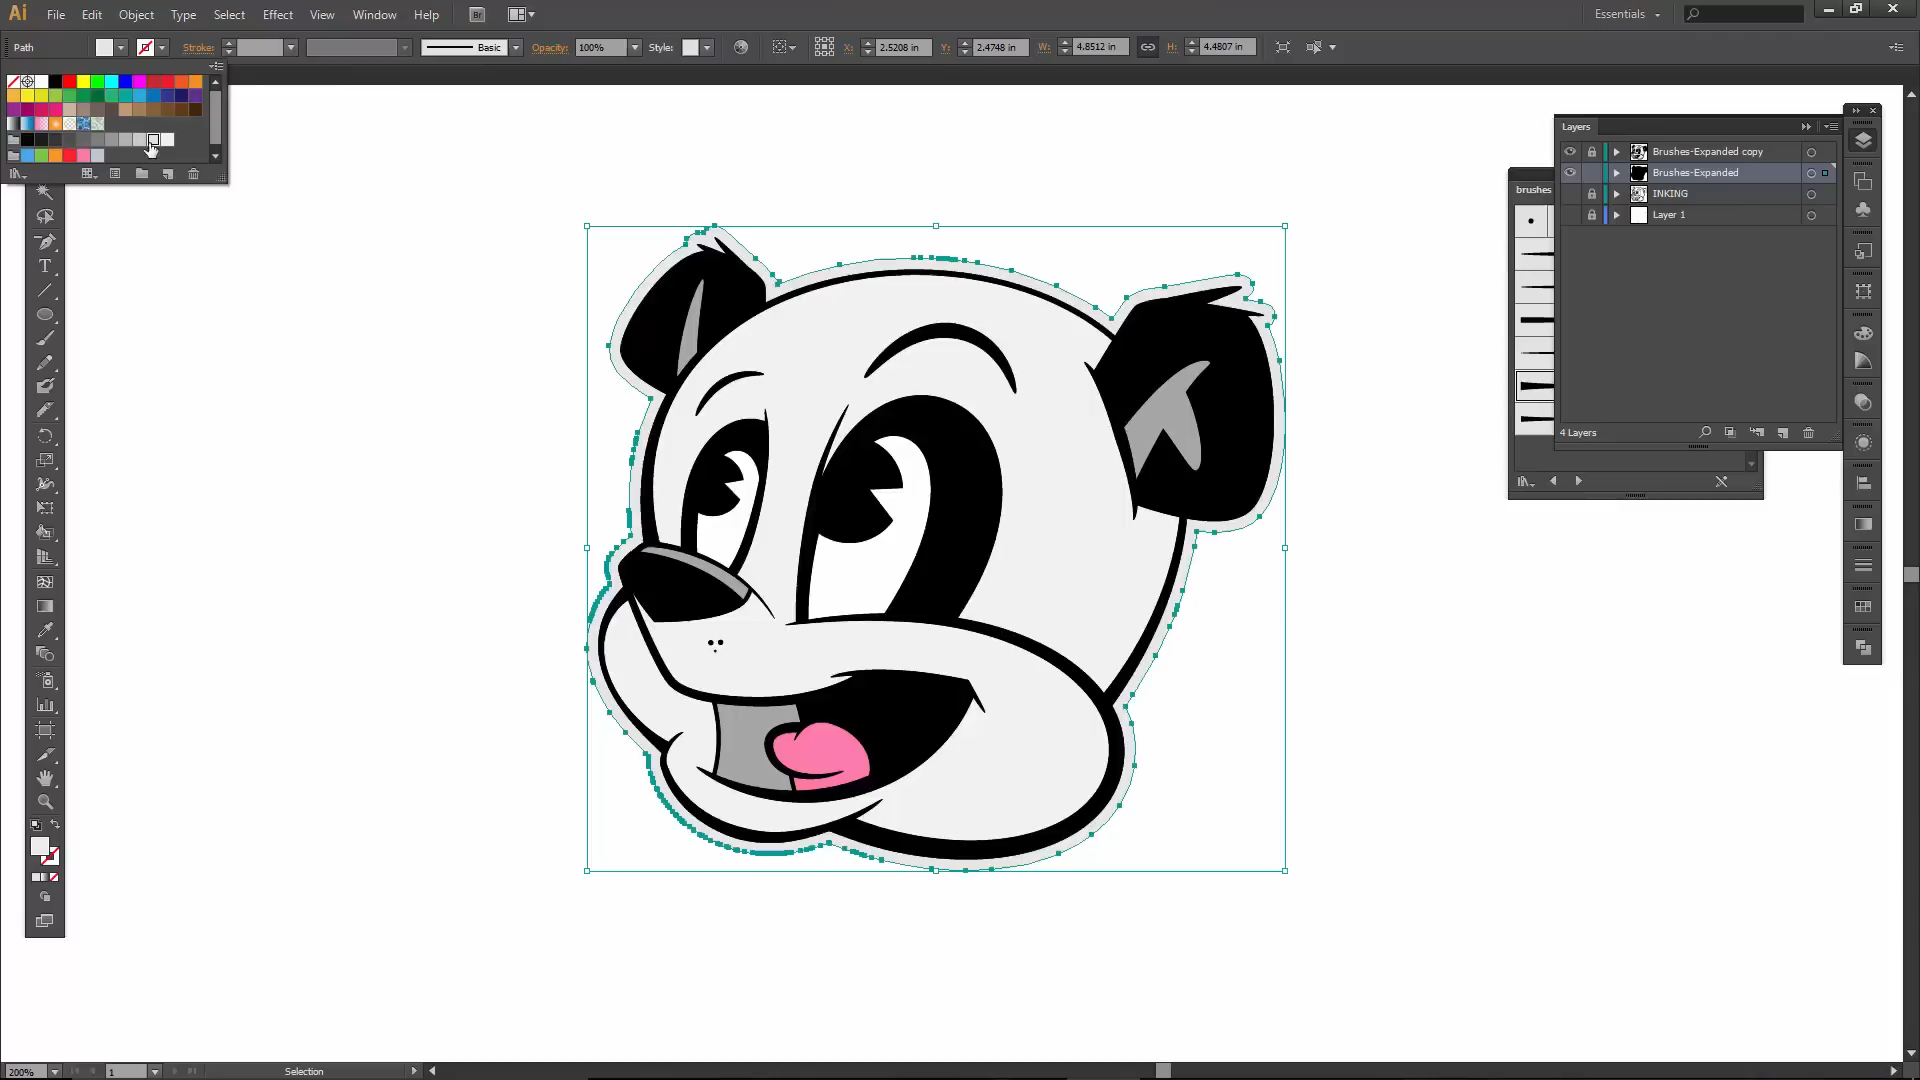 Ai File Edit Object Type Select Effect View Window Help Br Essentials
Path Stroke: Basic Opacity: 100% Style: X: 2.5208 in Y: 2.4748 in W: 4.8512 in H: 4.4807 in
Layers
Brushes-Expanded copy
Brushes-Expanded
INKING
Layer 1
brushes
4 Layers
T
200% 1 Selection